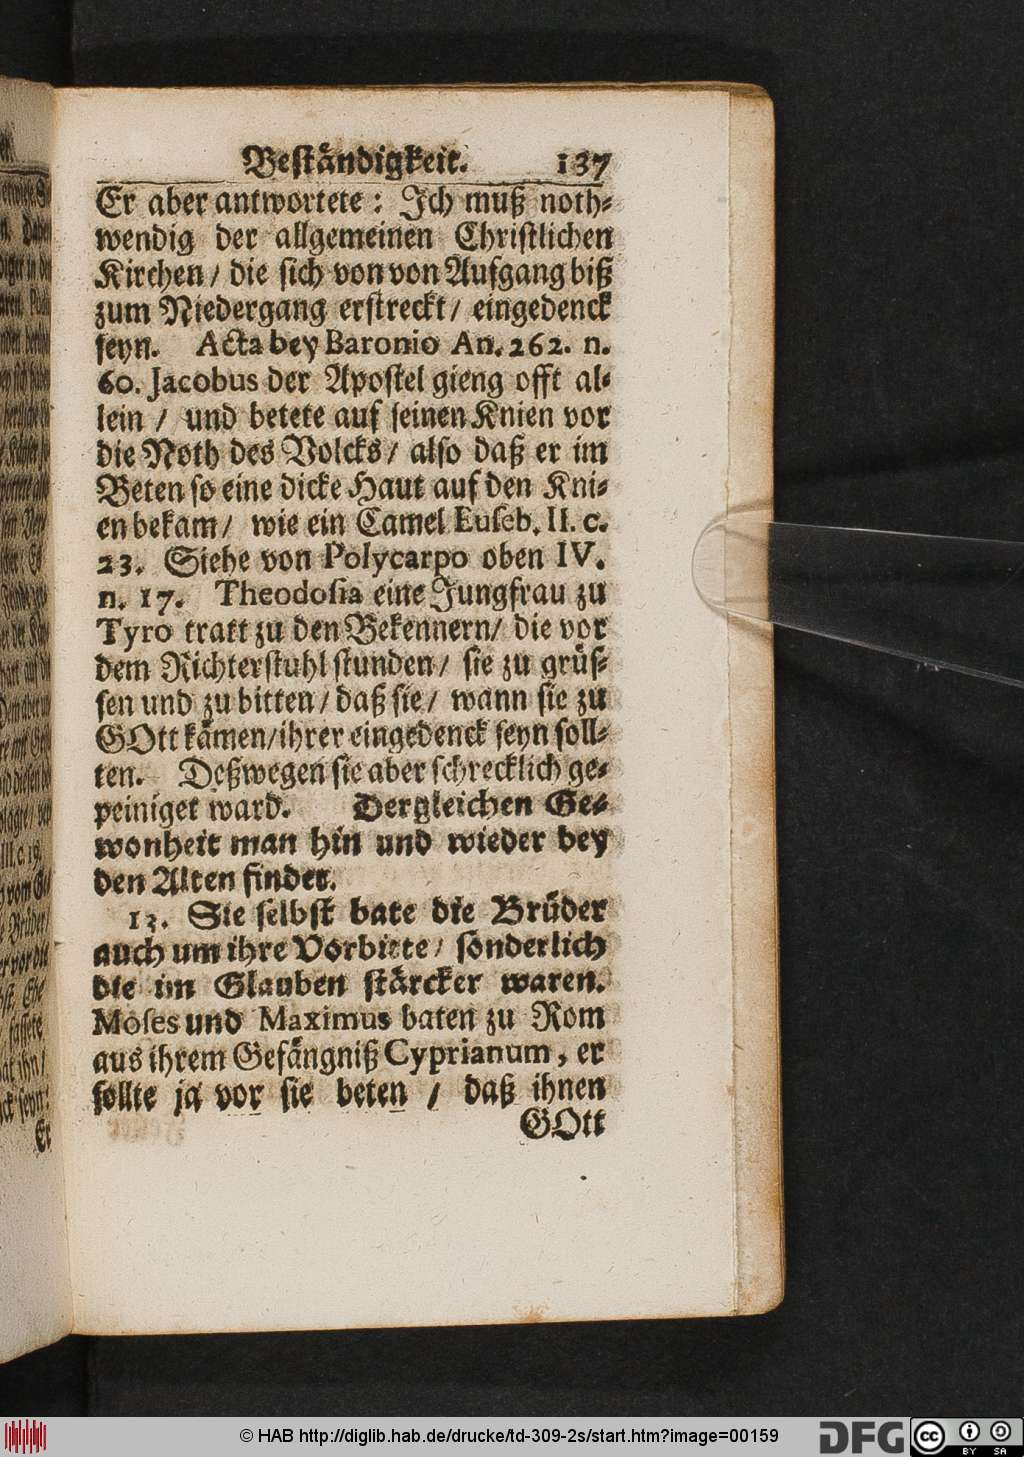 Beständigkeit. 137
Er aber antwortete: Ich muß noth-
wendig der allgemeinen Christlichen
Kirchen/ die sich von von Aufgang biß
zum Niedergang erstreckt/ eingedenck
seyn. Acta bey Baronio An. 262. n.
60. Jacobus der Apostel gieng offt al-
lein / und betete auf seinen Knien vor
die Noth des Volcks/ also daß er im
Beten so eine dicke Haut auf den Kni-
en bekam/ wie ein Camel Euseb. II. c.
23. Siehe von Polycarpo oben IV.
n. 17. Theodosia eine Jungfrau zu
Tyro tratt zu den Bekennern/ die vor
dem Richterstuhl stunden/ sie zu grüs-
sen und zu bitten/ daß sie/ wann sie zu
GOtt kämen/ ihrer eingedenck seyn soll-
ten. Deßwegen sie aber schrecklich ge-
peiniget ward. Dergleichen Ge-
wonheit man hin und wieder bey
den Alten findet.
13. Sie selbst bate die Brüder
auch um ihre Vorbitte/ sonderlich
die im Glauben stärcker waren.
Moses und Maximus baten zu Rom
aus ihrem Gefängniß Cyprianum, er
sollte ja vor sie beten / daß ihnen
GOtt
© HAB http://diglib.hab.de/drucke/td-309-2s/start.htm?image=00159
DFG
cc
BY SA